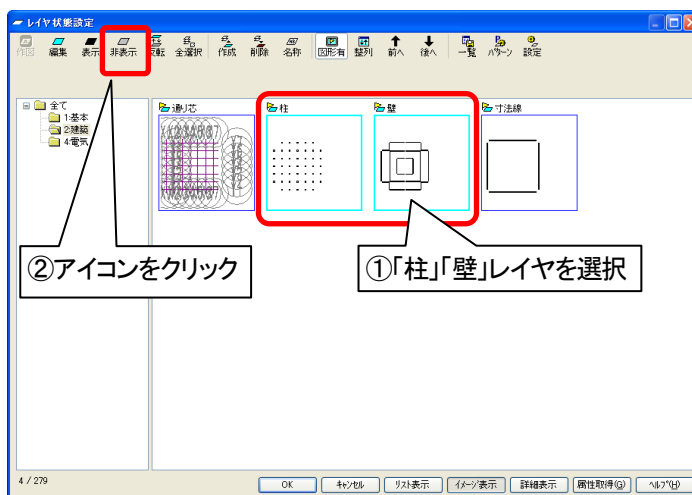 レイヤ状態設定
作図 編集 表示 非表示 反転 全選択 作成 削除 名称 図形有 整列 前へ 後へ 一覧 パターン 設定
全て
1:基本
2:建築
4:電気
通り芯 柱 壁 寸法線
②アイコンをクリック
①「柱」「壁」レイヤを選択
4 / 279
OK キャンセル リスト表示 イメージ表示 詳細表示 属性取得(G) ヘルプ(H)